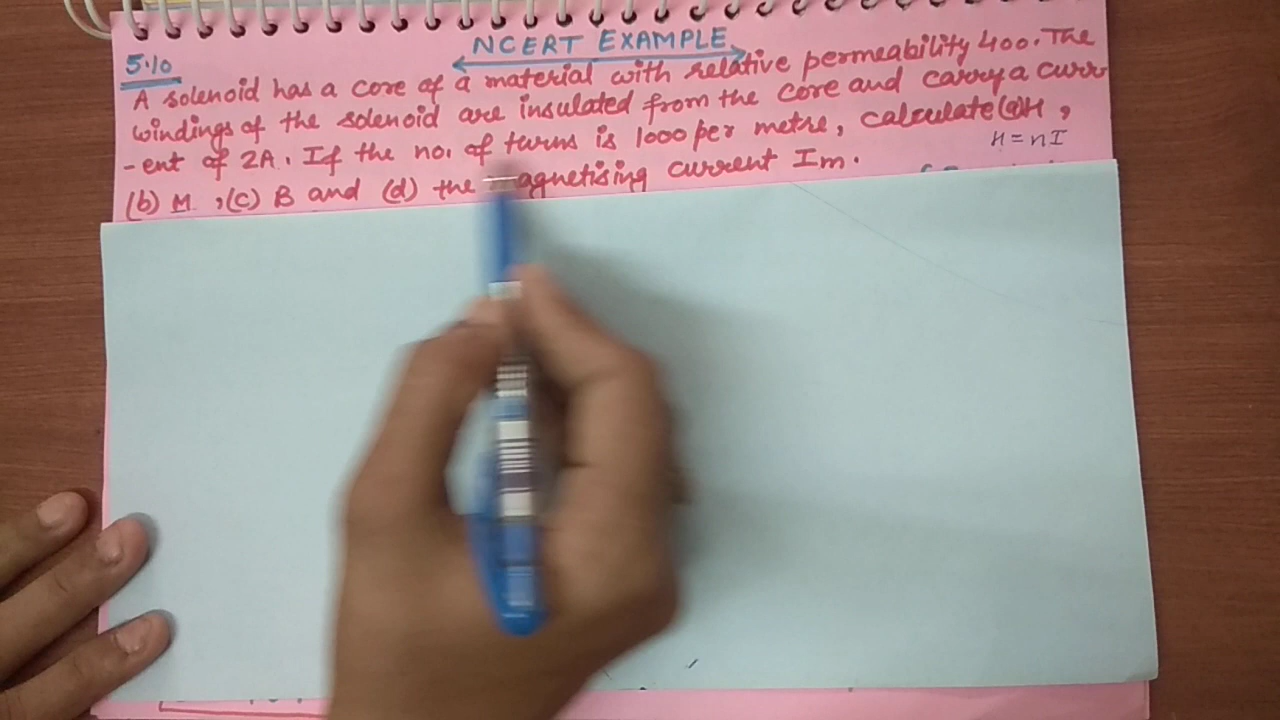 NCERT EXAMPLE
5.10
A solenoid has a core of a material with relative permeability 400. The
windings of the solenoid are insulated from the core and carry a curr
-ent of 2A. If the no. of turns is 1000 per metre, calculate (a) H,
H = nI
(b) M, (c) B and (d) the magnetising current Im.